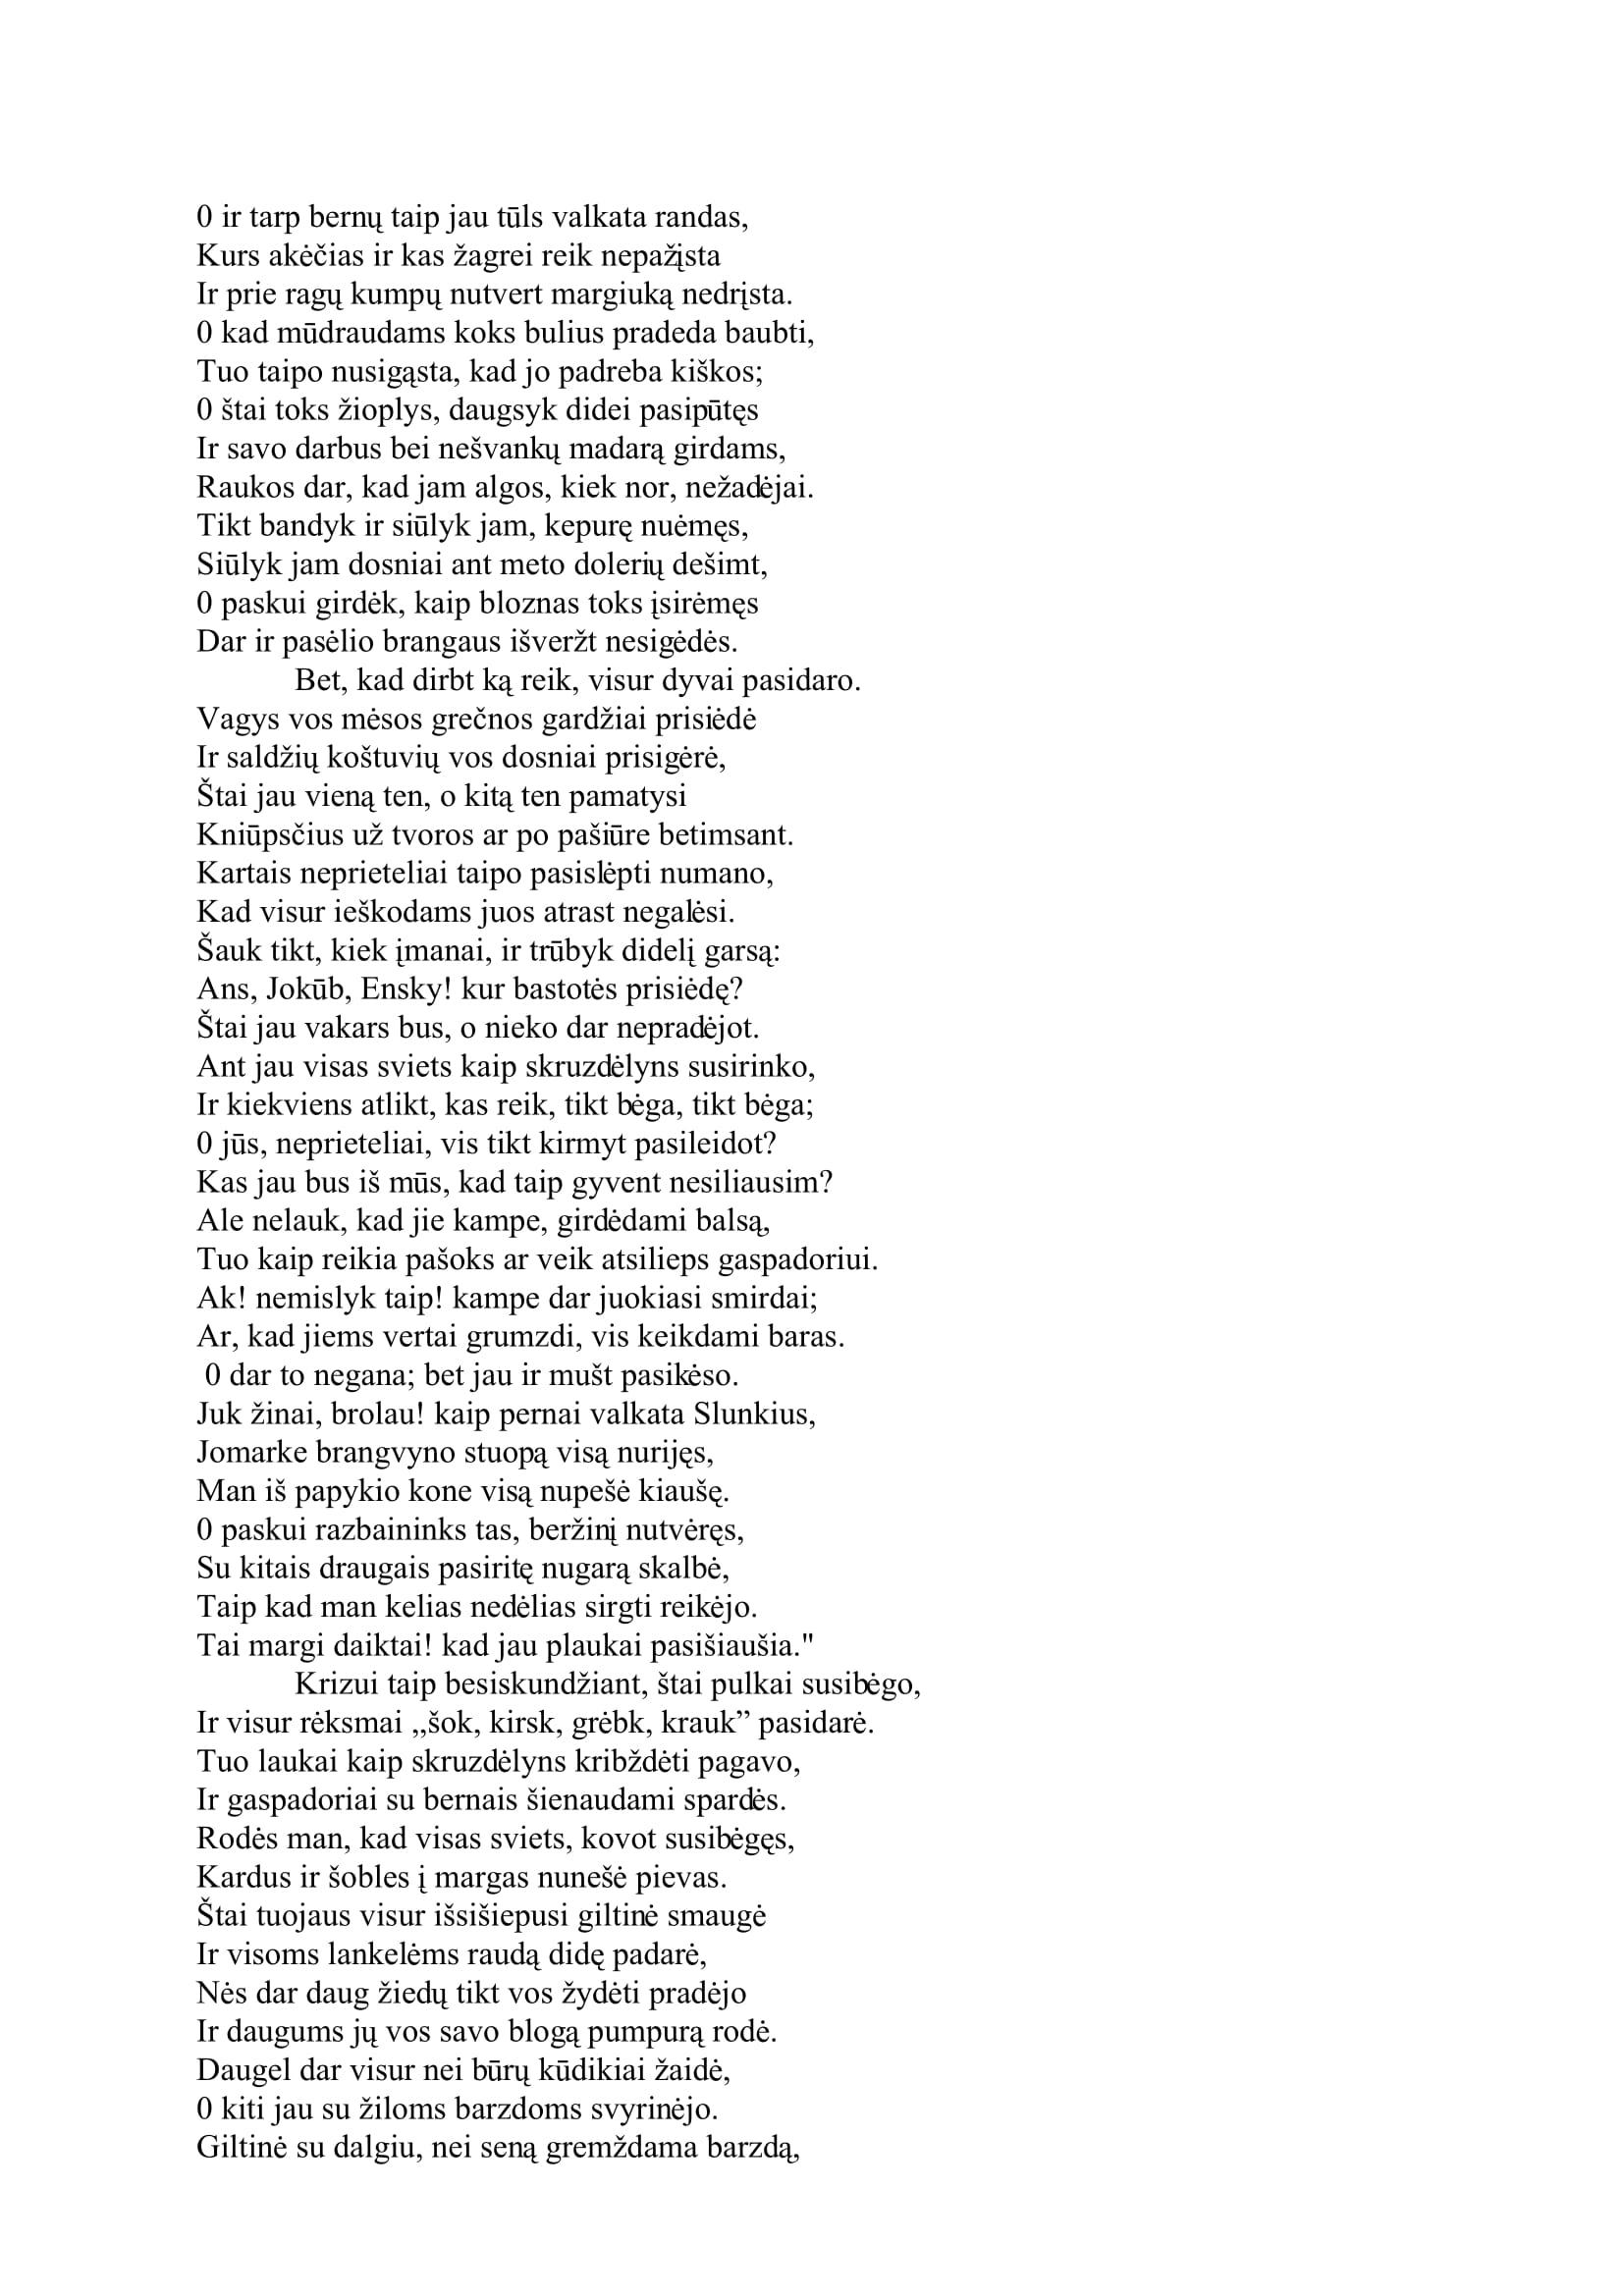 0 ir tarp bernų taip jau tūls valkata randas,
Kurs akėčias ir kas žagrei reik nepažįsta
Ir prie ragų kumpų nutvert margiuką nedrįsta.
0 kad mūdraudams koks bulius pradeda baubti,
Tuo taipo nusigąsta, kad jo padreba kiškos;
0 štai toks žioplys, daugsyk didei pasipūtęs
Ir savo darbus bei nešvankų madarą girdams,
Raukos dar, kad jam algos, kiek nor, nežadėjai.
Tikt bandyk ir siūlyk jam, kepurę nuėmęs,
Siūlyk jam dosniai ant meto dolerių dešimt,
0 paskui girdėk, kaip bloznas toks įsirėmęs
Dar ir pasėlio brangaus išveržt nesigėdės.
Bet, kad dirbt ką reik, visur dyvai pasidaro.
Vagys vos mėsos grečnos gardžiai prisiėdė
Ir saldžių koštuvių vos dosniai prisigėrė,
Štai jau vieną ten, o kitą ten pamatysi
Kniūpsčius už tvoros ar po pašiūre betimsant.
Kartais neprieteliai taipo pasislėpti numano,
Kad visur ieškodams juos atrast negalėsi.
Šauk tikt, kiek įmanai, ir trūbyk didelį garsą:
Ans, Jokūb, Ensky! kur bastotės prisiėdę?
Štai jau vakars bus, o nieko dar nepradėjot.
Ant jau visas sviets kaip skruzdėlyns susirinko,
Ir kiekviens atlikt, kas reik, tikt bėga, tikt bėga;
0 jūs, neprieteliai, vis tikt kirmyt pasileidot?
Kas jau bus iš mūs, kad taip gyvent nesiliausim?
Ale nelauk, kad jie kampe, girdėdami balsą,
Tuo kaip reikia pašoks ar veik atsilieps gaspadoriui.
Ak! nemislyk taip! kampe dar juokiasi smirdai;
Ar, kad jiems vertai grumzdi, vis keikdami baras.
0 dar to negana; bet jau ir mušt pasikėso.
Juk žinai, brolau! kaip pernai valkata Slunkius,
Jomarke brangvyno stuopą visą nurijęs,
Man iš papykio kone visą nupešė kiaušę.
0 paskui razbaininks tas, beržinį nutvėręs,
Su kitais draugais pasiritę nugarą skalbė,
Taip kad man kelias nedėlias sirgti reikėjo.
Tai margi daiktai! kad jau plaukai pasišiaušia."
Krizui taip besiskundžiant, štai pulkai susibėgo,
Ir visur rėksmai ,,šok, kirsk, grėbk, krauk” pasidarė.
Tuo laukai kaip skruzdėlyns kribždėti pagavo,
Ir gaspadoriai su bernais šienaudami spardės.
Rodės man, kad visas sviets, kovot susibėgęs,
Kardus ir šobles į margas nunešė pievas.
Štai tuojaus visur išsišiepusi giltinė smaugė
Ir visoms lankelėms raudą didę padarė,
Nės dar daug žiedų tikt vos žydėti pradėjo
Ir daugums jų vos savo blogą pumpurą rodė.
Daugel dar visur nei būrų kūdikiai žaidė,
0 kiti jau su žiloms barzdoms svyrinėjo.
Giltinė su dalgiu, nei seną gremždama barzdą,